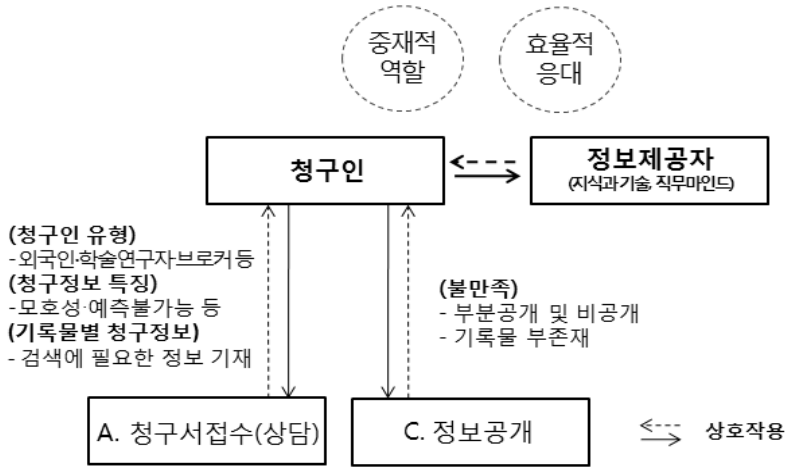 중재적
역할
효율적
응대
청구인
정보제공자
(지식과 기술, 직무마인드)
(청구인 유형)
- 외국인·학술연구자·브로커 등
(청구정보 특징)
- 모호성·예측불가능 등
(기록물별 청구정보)
- 검색에 필요한 정보 기재
(불만족)
- 부분공개 및 비공개
- 기록물 부존재
A. 청구서접수(상담)
C. 정보공개
상호작용